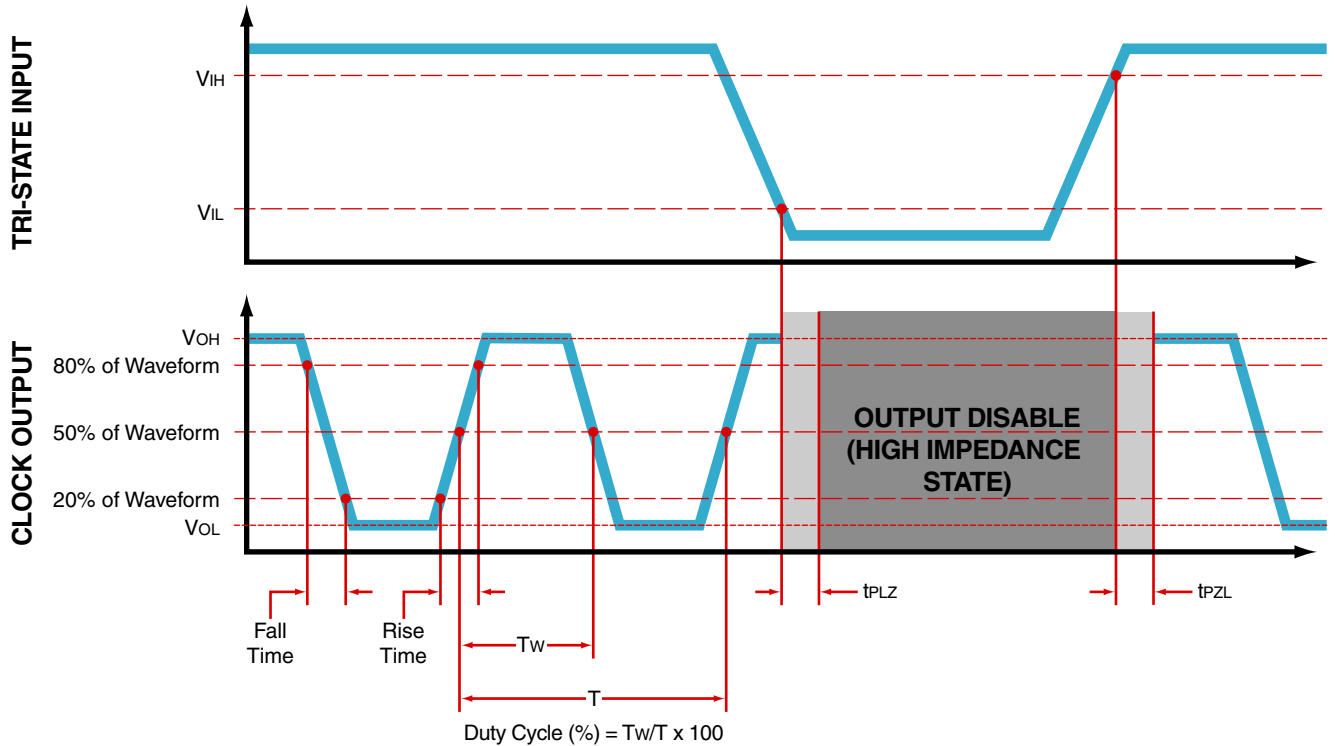 TRI-STATE INPUT
VIH
VIL
CLOCK OUTPUT
VOH
80% of Waveform
50% of Waveform
20% of Waveform
VOL
OUTPUT DISABLE
(HIGH IMPEDANCE
STATE)
tPLZ
tPZL
Fall
Time
Rise
Time
TW
T
Duty Cycle (%) = TW/T x 100